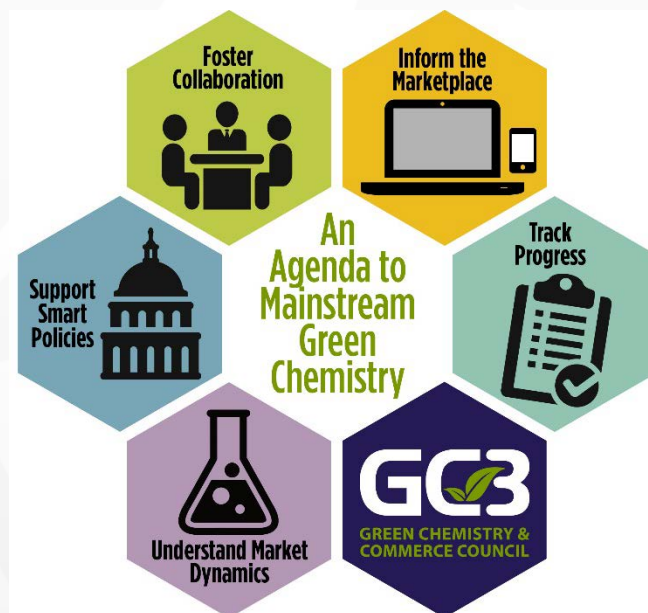 Foster
Collaboration
Inform the
Marketplace
An
Agenda to
Mainstream
Green
Chemistry
Track
Progress
Support
Smart
Policies
Understand Market
Dynamics
GC3
GREEN CHEMISTRY &
COMMERCE COUNCIL